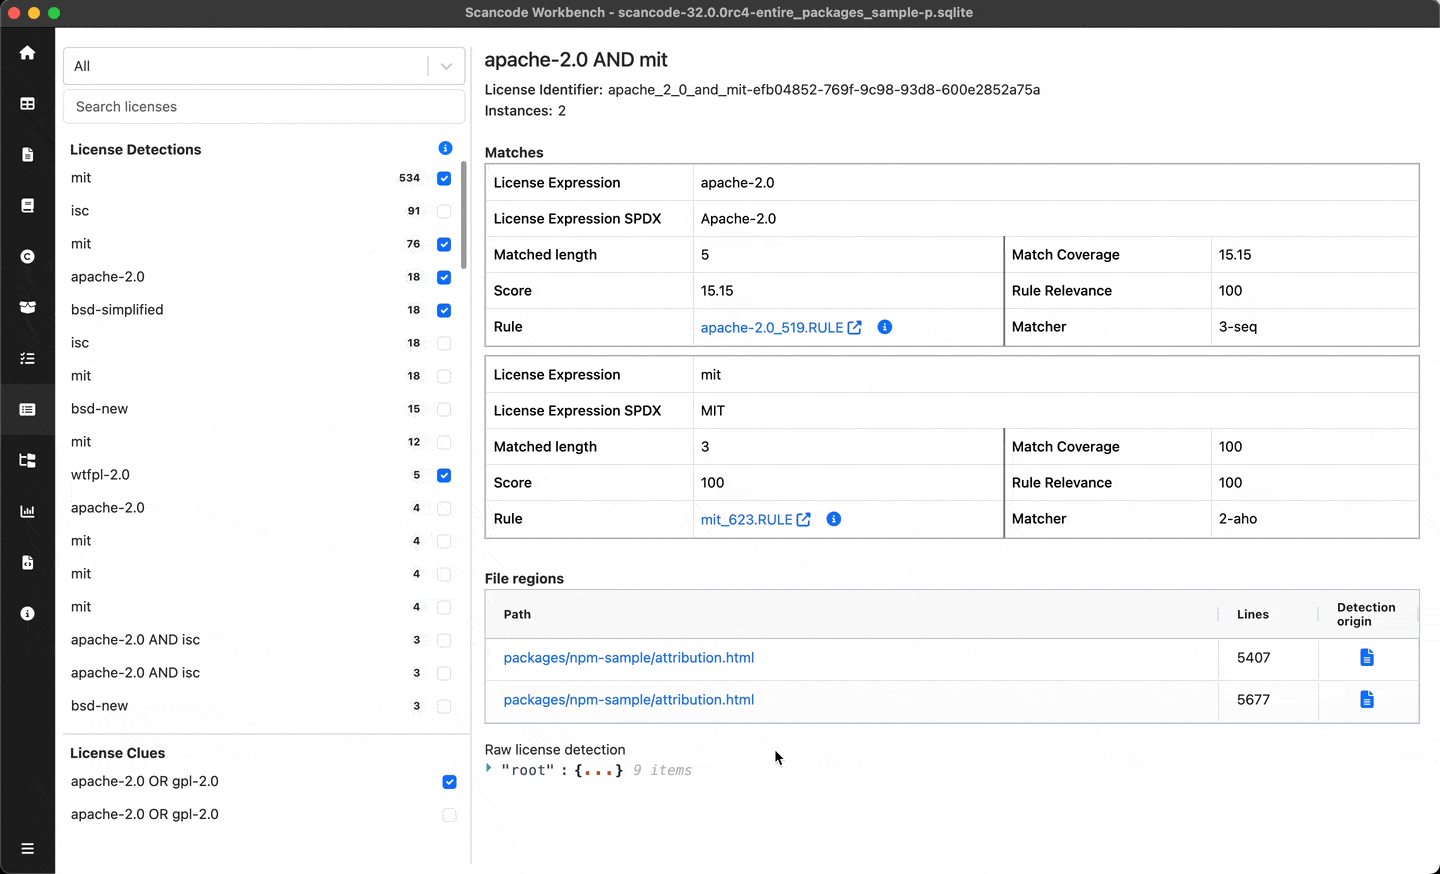 Scancode Workbench - scancode-32.0.0rc4-entire_packages_sample-p.sqlite
All
Search licenses
License Detections
mit 534
isc 91
mit 76
apache-2.0 18
bsd-simplified 18
isc 18
mit 18
bsd-new 15
mit 12
wtfpl-2.0 5
apache-2.0 4
mit 4
mit 4
mit 4
apache-2.0 AND isc 3
apache-2.0 AND isc 3
bsd-new 3
License Clues
apache-2.0 OR gpl-2.0
apache-2.0 OR gpl-2.0
apache-2.0 AND mit
License Identifier: apache_2_0_and_mit-efb04852-769f-9c98-93d8-600e2852a75a
Instances: 2
Matches
License Expression apache-2.0
License Expression SPDX Apache-2.0
Matched length 5 Match Coverage 15.15
Score 15.15 Rule Relevance 100
Rule apache-2.0_519.RULE Matcher 3-seq
License Expression mit
License Expression SPDX MIT
Matched length 3 Match Coverage 100
Score 100 Rule Relevance 100
Rule mit_623.RULE Matcher 2-aho
File regions
Path Lines Detection origin
packages/npm-sample/attribution.html 5407
packages/npm-sample/attribution.html 5677
Raw license detection
"root" : {...} 9 items